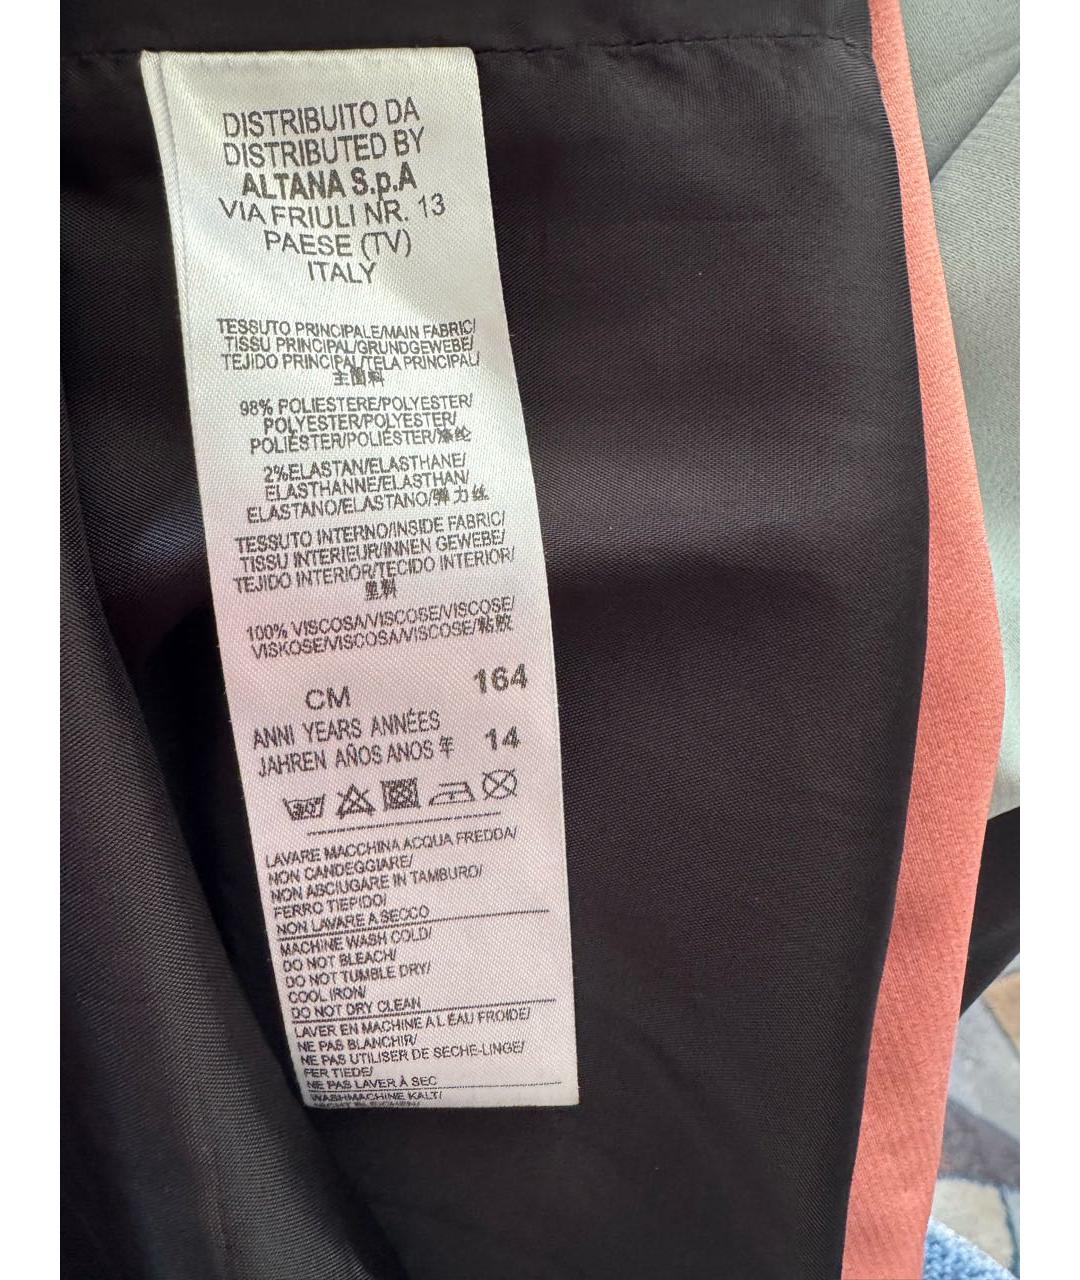 DISTRIBUITO DA
DISTRIBUTED BY
ALTANA S.p.A
VIA FRIULI NR. 13
PAESE (TV)
ITALY
TESSUTO PRINCIPALE/MAIN FABRIC/
TISSU PRINCIPAL/GRUNDGEWEBE/
TEJIDO PRINCIPAL/TELA PRINCIPAL/
主面料
98% POLIESTERE/POLYESTER/
POLYESTER/POLYESTER/
POLIÉSTER/POLIÉSTER/涤纶
2%ELASTAN/ELASTHANE/
ELASTHANNE/ELASTHAN/
ELASTANO/ELASTANO/弹力丝
TESSUTO INTERNO/INSIDE FABRIC/
TISSU INTERIEUR/INNEN GEWEBE/
TEJIDO INTERIOR/TECIDO INTERIOR/
里料
100% VISCOSA/VISCOSE/VISCOSE/
VISKOSE/VISCOSA/VISCOSE/粘胶
CM 164
ANNI YEARS ANNÉES
JAHREN AÑOS ANOS 年 14
30
LAVARE MACCHINA ACQUA FREDDA/
NON CANDEGGIARE/
NON ASCIUGARE IN TAMBURO/
FERRO TIEPIDO/
NON LAVARE A SECCO
MACHINE WASH COLD/
DO NOT BLEACH/
DO NOT TUMBLE DRY/
COOL IRON/
DO NOT DRY CLEAN
LAVER EN MACHINE A L EAU FROIDE/
NE PAS BLANCHIR/
NE PAS UTILISER DE SECHE-LINGE/
FER TIEDE/
NE PAS LAVER À SEC
WASHMACHINE KALT/